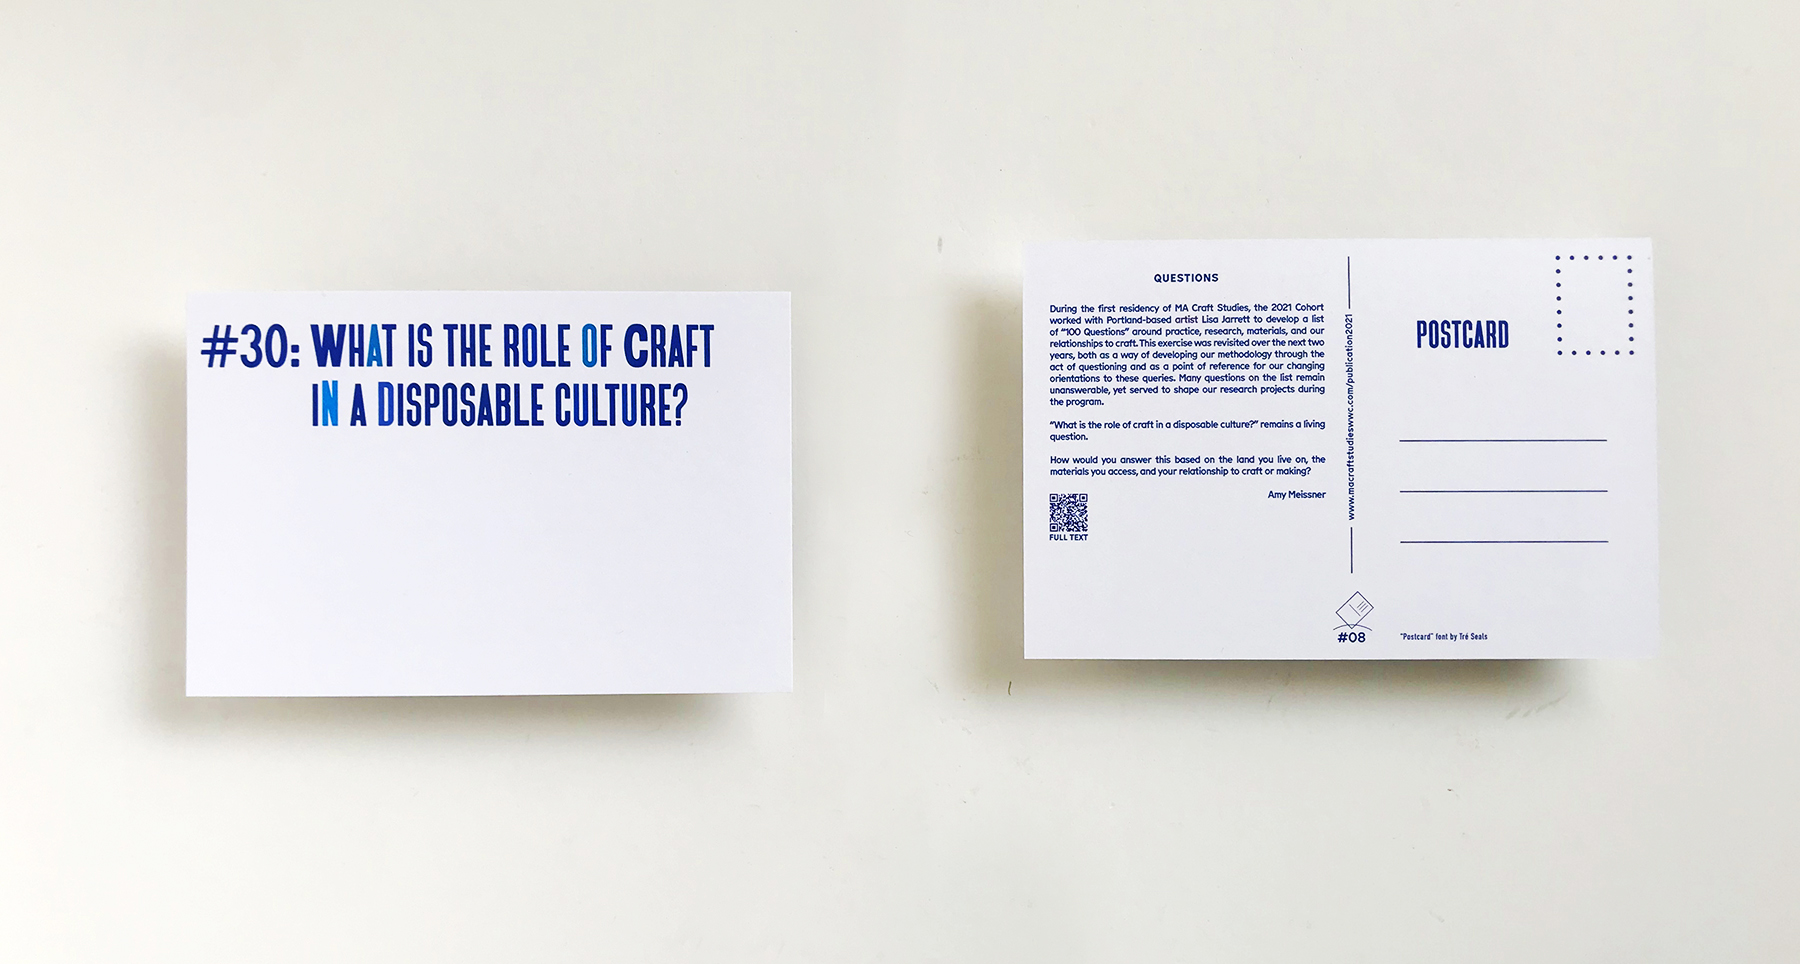 #30: WHAT IS THE ROLE OF CRAFT
IN A DISPOSABLE CULTURE?
QUESTIONS
During the first residency of MA Craft Studies, the 2021 Cohort
worked with Portland-based artist Lisa Jarrett to develop a list
of "100 Questions" around practice, research, materials, and our
relationships to craft. This exercise was revisited over the next two
years, both as a way of developing our methodology through the
act of questioning and as a point of reference for our changing
orientations to these queries. Many questions on the list remain
unanswerable, yet served to shape our research projects during
the program.
"What is the role of craft in a disposable culture?" remains a living
question.
How would you answer this based on the land you live on, the
materials you access, and your relationship to craft or making?
Amy Meissner
FULL TEXT
www.macraftstudieswwc.com/publication2021
#08
POSTCARD
"Postcard" font by Tré Seals